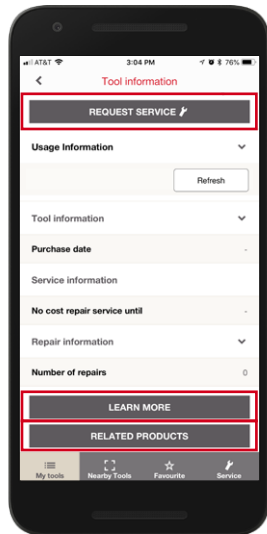 AT&T 3:04 PM 76%
Tool information
REQUEST SERVICE
Usage Information
Refresh
Tool information
Purchase date -
Service information
No cost repair service until -
Repair information
Number of repairs 0
LEARN MORE
RELATED PRODUCTS
My tools Nearby Tools Favourite Service